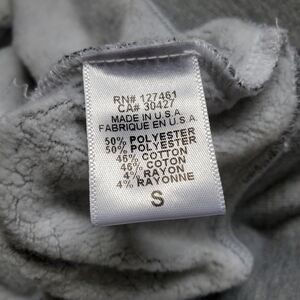 RN# 127461
CA# 30427
MADE IN U.S.A.
FABRIQUE EN U.S.A.
50% POLYESTER
50% POLYESTER
46% COTTON
46% COTON
4% RAYON
4% RAYONNE
S